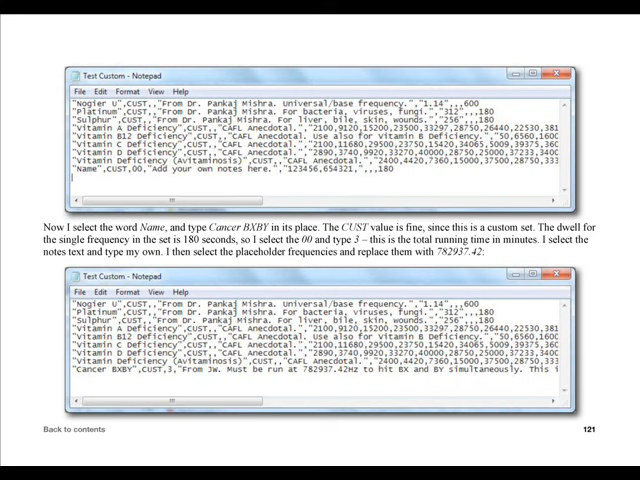 Test Custom - Notepad
File Edit Format View Help
"Nogier U",CUST,,"From Dr. Pankaj Mishra. Universal/base frequency.","1.14",,,600
"Platinum",CUST,,"From Dr. Pankaj Mishra. For bacteria, viruses, fungi.","312",,,180
"Sulphur",CUST,,"From Dr. Pankaj Mishra. For liver, bile, skin, wounds.","256",,,180
"Vitamin A Deficiency",CUST,,"CAFL Anecdotal.","2100,9120,15200,23500,33297,28750,26440,22530,381
"Vitamin B12 Deficiency",CUST,,"CAFL Anecdotal. Use also for Vitamin B Deficiency.","50,6560,1600
"Vitamin C Deficiency",CUST,,"CAFL Anecdotal.","2100,11680,29500,23750,15420,34065,5009,39375,360
"Vitamin D Deficiency",CUST,,"CAFL Anecdotal.","2890,3740,9920,33270,40000,28750,25000,37233,340
"Vitamin Deficiency (Avitaminosis)",CUST,,"CAFL Anecdotal.","2400,4420,7360,15000,37500,28750,333
"Name",CUST,00,"Add your own notes here.","123456,654321,",,,180
Now I select the word Name, and type Cancer BXBY in its place. The CUST value is fine, since this is a custom set. The dwell for
the single frequency in the set is 180 seconds, so I select the 00 and type 3 – this is the total running time in minutes. I select the
notes text and type my own. I then select the placeholder frequencies and replace them with 782937.42:
Test Custom - Notepad
File Edit Format View Help
"Nogier U",CUST,,"From Dr. Pankaj Mishra. Universal/base frequency.","1.14",,,600
"Platinum",CUST,,"From Dr. Pankaj Mishra. For bacteria, viruses, fungi.","312",,,180
"Sulphur",CUST,,"From Dr. Pankaj Mishra. For liver, bile, skin, wounds.","256",,,180
"Vitamin A Deficiency",CUST,,"CAFL Anecdotal.","2100,9120,15200,23500,33297,28750,26440,22530,381
"Vitamin B12 Deficiency",CUST,,"CAFL Anecdotal. Use also for Vitamin B Deficiency.","50,6560,1600
"Vitamin C Deficiency",CUST,,"CAFL Anecdotal.","2100,11680,29500,23750,15420,34065,5009,39375,360
"Vitamin D Deficiency",CUST,,"CAFL Anecdotal.","2890,3740,9920,33270,40000,28750,25000,37233,340
"Vitamin Deficiency (Avitaminosis)",CUST,,"CAFL Anecdotal.","2400,4420,7360,15000,37500,28750,333
"Cancer BXBY",CUST,3,"From JW. Must be run at 782937.42Hz to hit BX and BY simultaneously. This i
Back to contents
121